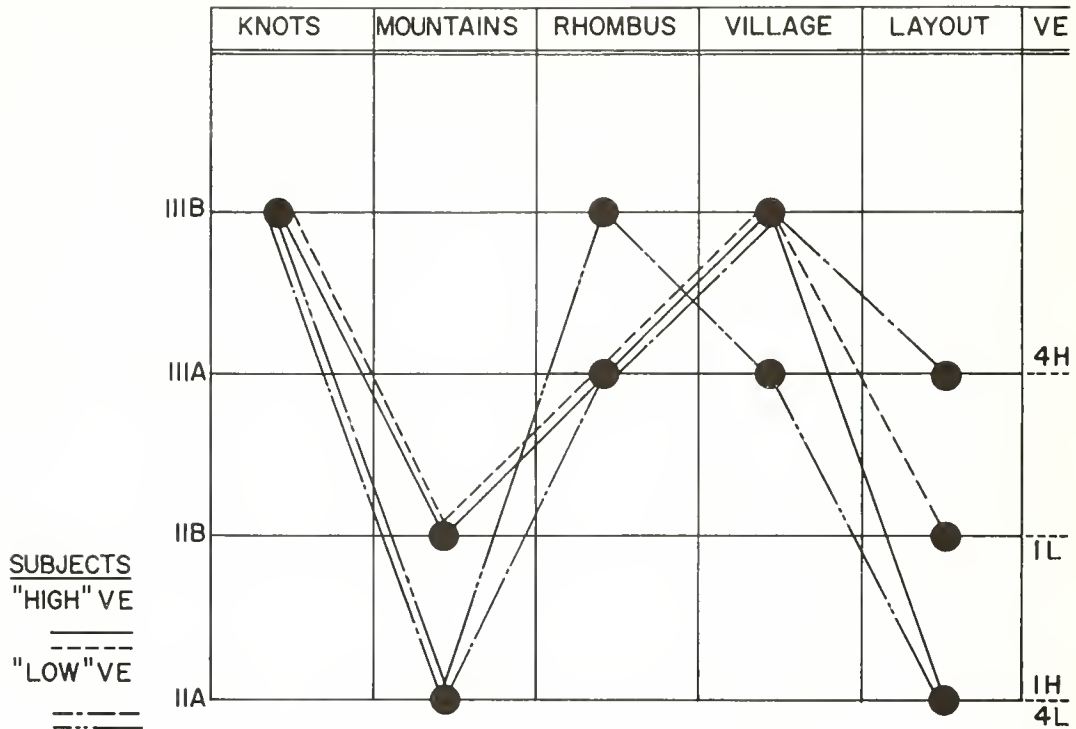 KNOTS MOUNTAINS RHOMBUS VILLAGE LAYOUT VE
IIIB
IIIA
4H
IIB
1L
SUBJECTS
"HIGH" VE
"LOW" VE
IIA
1H
4L